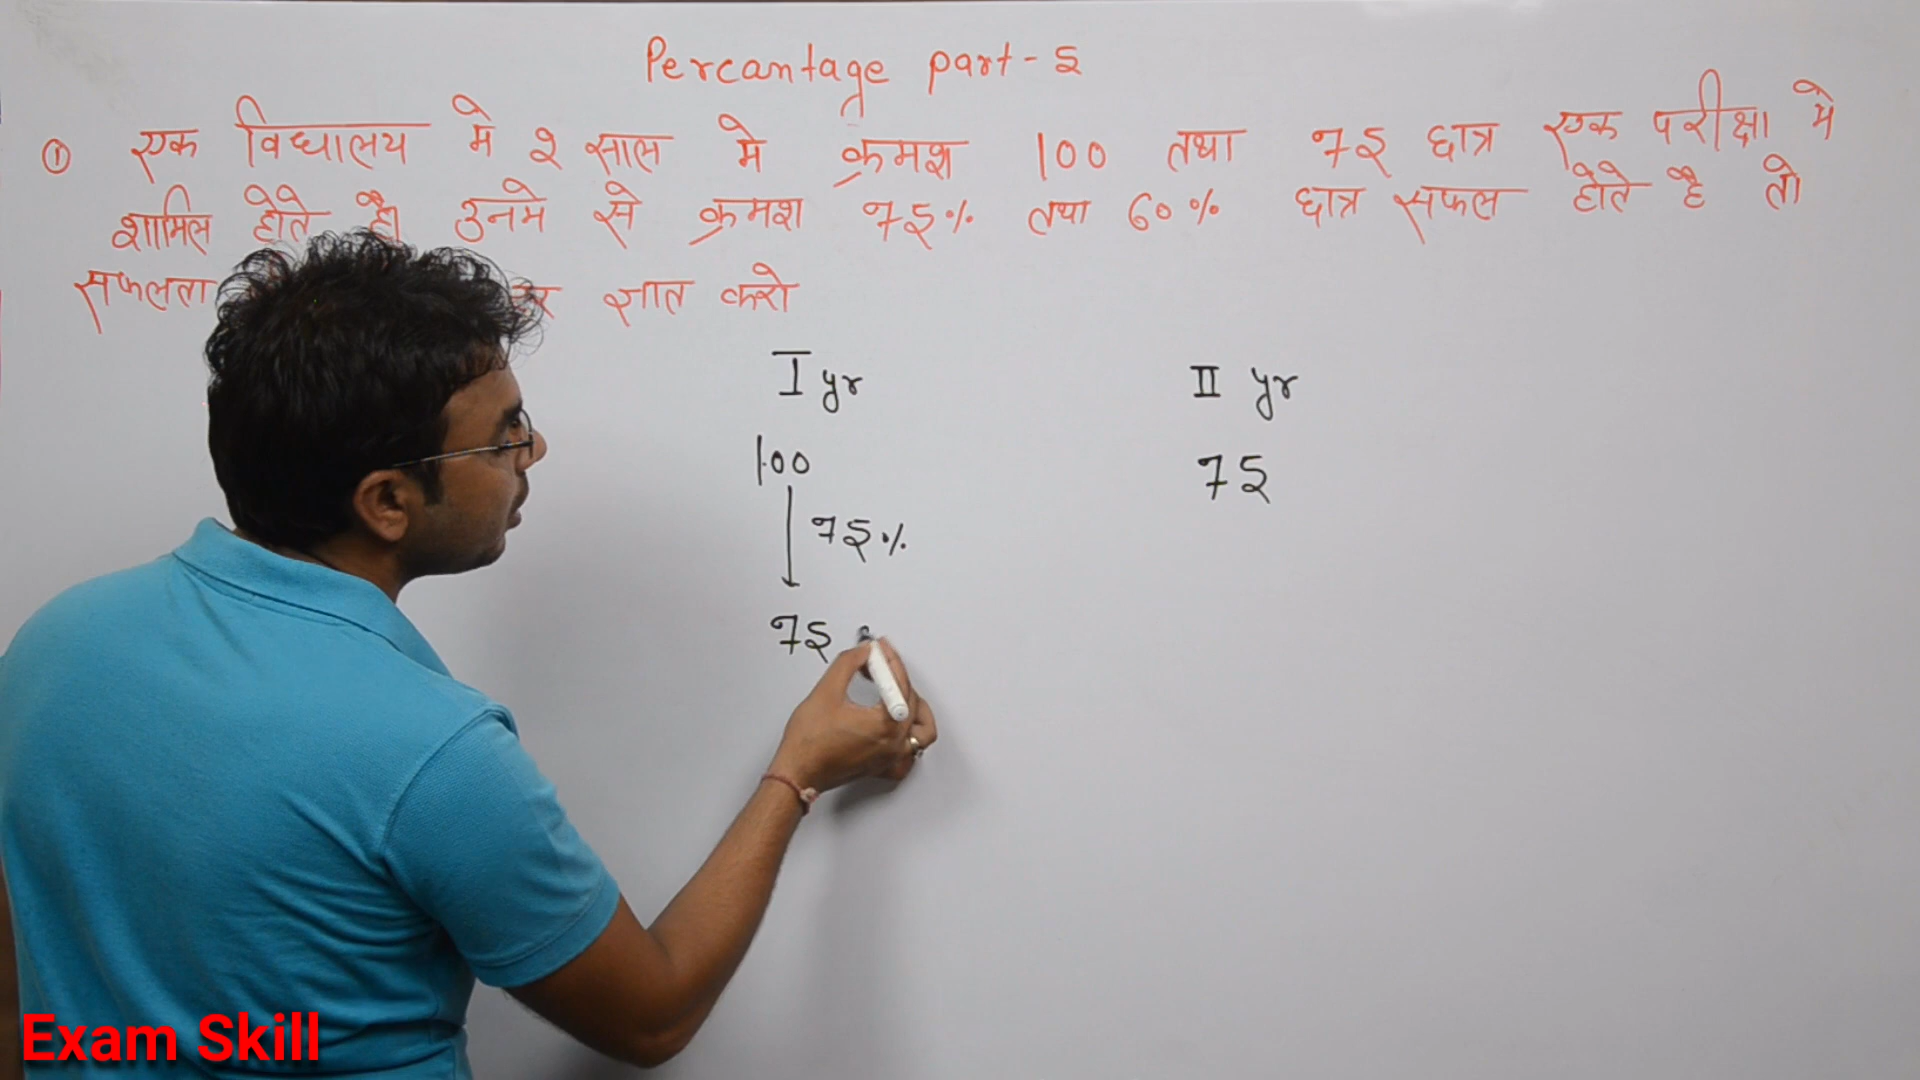 Percantage part-5
① एक विघालय मे २ साल मे क्रमश 100 तथा 75 छात्र एक परीक्षा मे
शामिल होते है। उनमे से क्रमश 75% तथा 60% छात्र सफल होते है तो
सफलता ज्ञात करो
I yr II yr
100 75
75%
75
Exam Skill